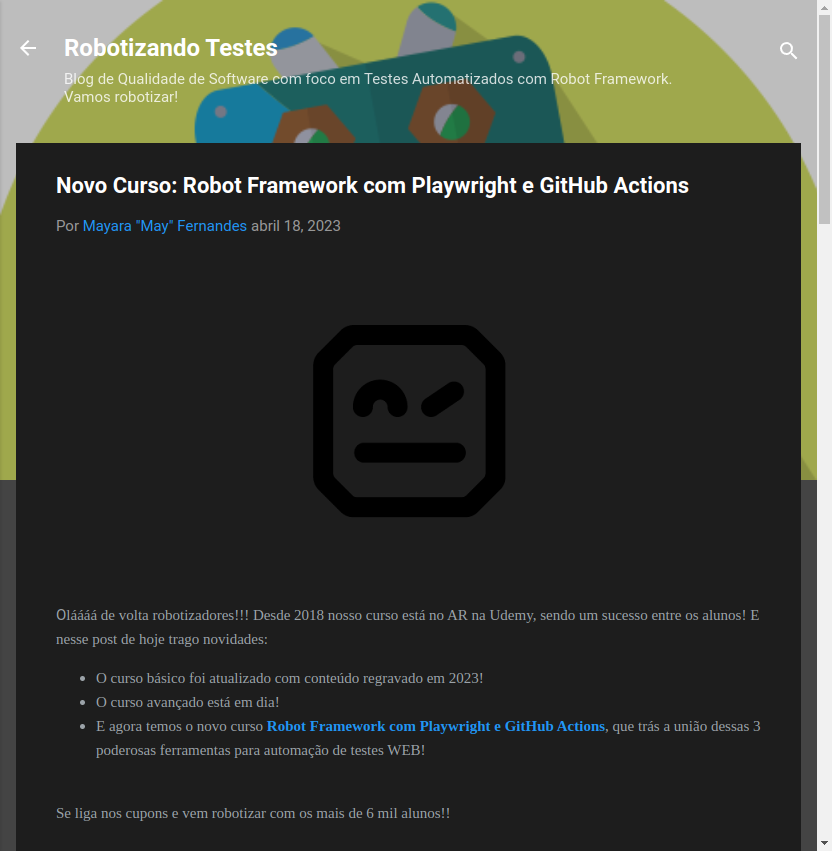 Robotizando Testes
Blog de Qualidade de Software com foco em Testes Automatizados com Robot Framework.
Vamos robotizar!
Novo Curso: Robot Framework com Playwright e GitHub Actions
Por Mayara "May" Fernandes abril 18, 2023
Oláááá de volta robotizadores!!! Desde 2018 nosso curso está no AR na Udemy, sendo um sucesso entre os alunos! E
nesse post de hoje trago novidades:
• O curso básico foi atualizado com conteúdo regravado em 2023!
• O curso avançado está em dia!
• E agora temos o novo curso Robot Framework com Playwright e GitHub Actions, que trás a união dessas 3
poderosas ferramentas para automação de testes WEB!
Se liga nos cupons e vem robotizar com os mais de 6 mil alunos!!